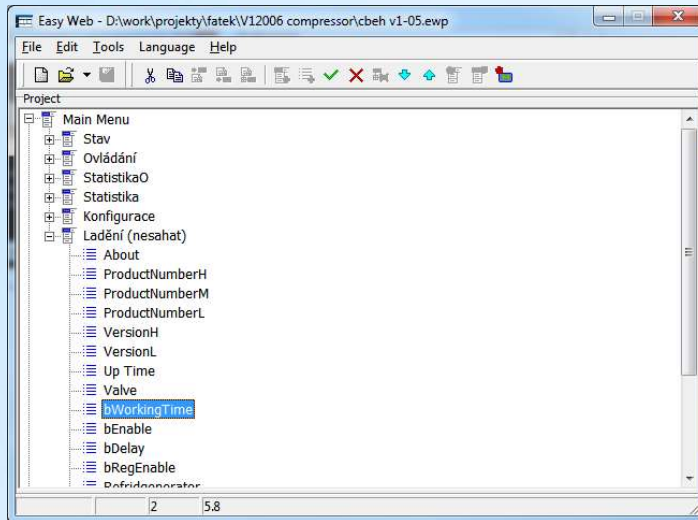 Easy Web - D:\work\projekty\fatek\V12006 compressor\cbeh v1-05.ewp
File Edit Tools Language Help
Project
Main Menu
Stav
Ovládání
StatistikaO
Statistika
Konfigurace
Ladění (nesahat)
About
ProductNumberH
ProductNumberM
ProductNumberL
VersionH
VersionL
Up Time
Valve
bWorkingTime
bEnable
bDelay
bRegEnable
Refridgenerator
2 5.8